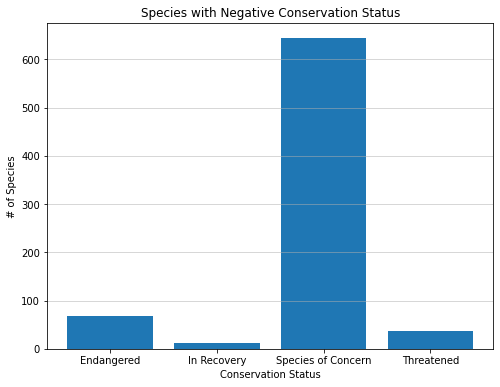 Species with Negative Conservation Status
# of Species
600
500
400
300
200
100
0
Endangered
In Recovery
Species of Concern
Threatened
Conservation Status